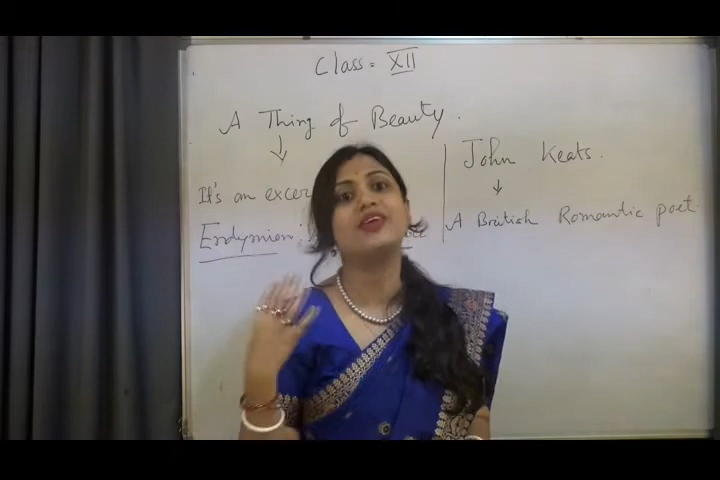 Class = XII
A Thing of Beauty.
It's an excer
Endymion:
John Keats.
A British Romantic poet.